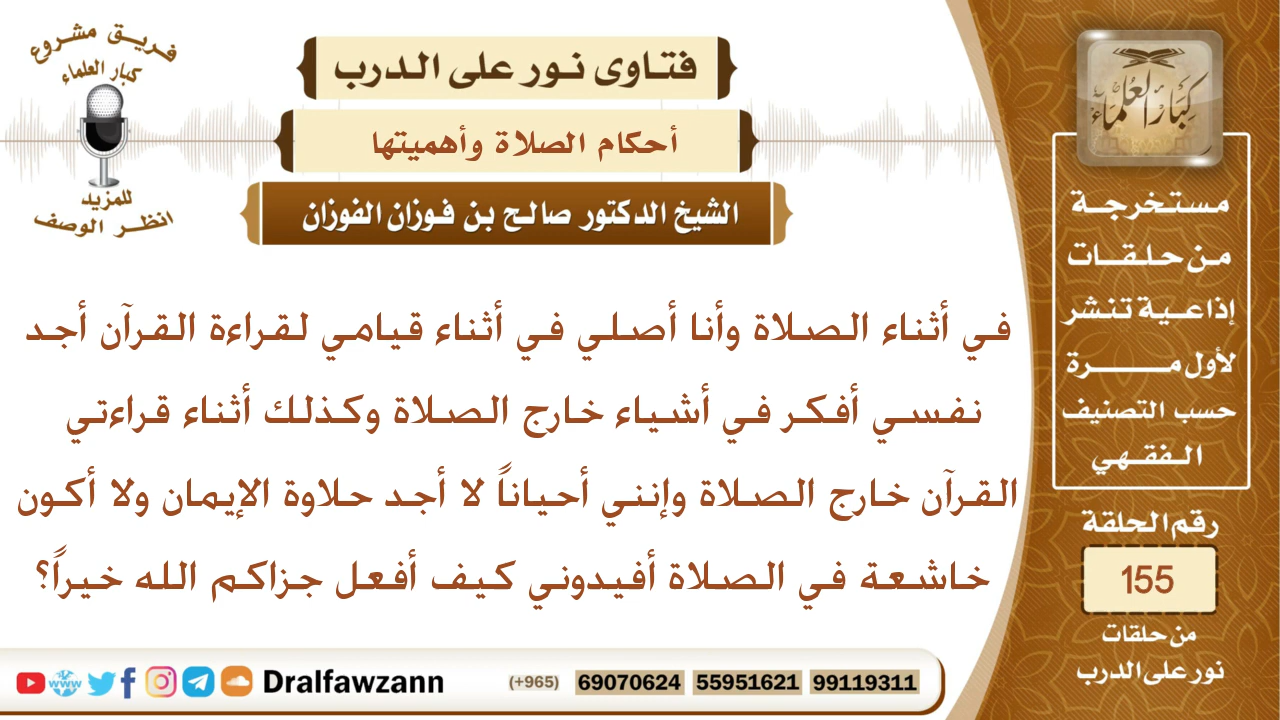 فريق مشروع
كبار العلماء
للمزيد
انظر الوصف
فتاوى نور على الدرب
أحكام الصلاة وأهميتها
الشيخ الدكتور صالح بن فوزان الفوزان
في أثناء الصلاة وأنا أصلي في أثناء قيامي لقراءة القرآن أجد
نفسي أفكر في أشياء خارج الصلاة وكذلك أثناء قراءتي
القرآن خارج الصلاة وإنني أحياناً لا أجد حلاوة الإيمان ولا أكون
خاشعة في الصلاة أفيدوني كيف أفعل جزاكم الله خيراً؟
كبار العلماء
مستخرجة
من حلقات
إذاعية تنشر
لأول مرة
حسب التصنيف
الفقهي
رقم الحلقة
155
من حلقات
نور على الدرب
Dralfawzann (+965) 69070624 55951621 99119311